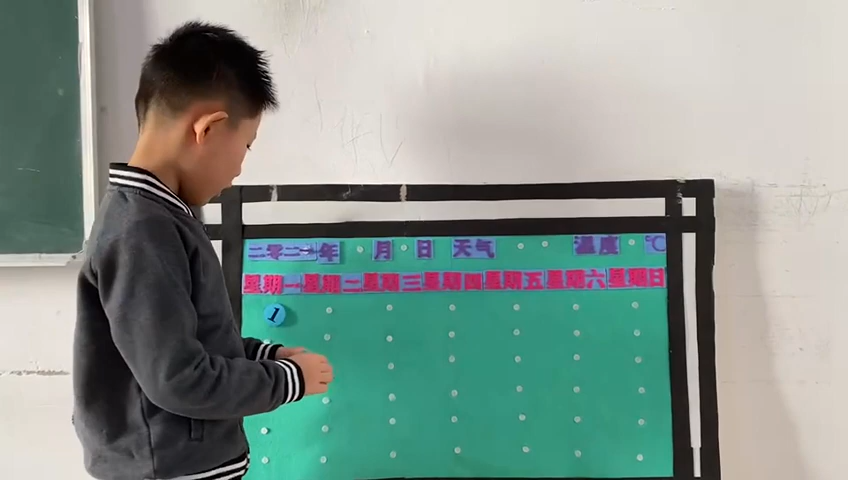 二零二一年 月 日 天气 温度 ℃
星期一 星期二 星期三 星期四 星期五 星期六 星期日
1